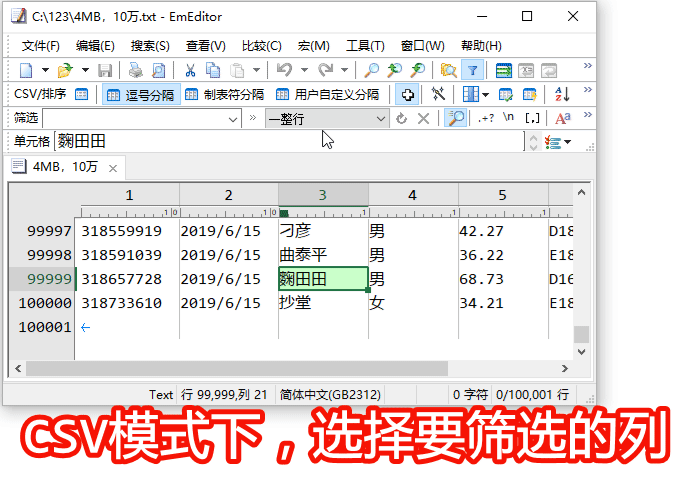 C:\123\4MB，10万.txt - EmEditor
文件(F) 编辑(E) 搜索(S) 查看(V) 比较(C) 宏(M) 工具(T) 窗口(W) 帮助(H)
CSV/排序 逗号分隔 制表符分隔 用户自定义分隔
筛选 一整行 .+? \n [,] Aa
单元格 麴田田
4MB，10万
1 2 3 4 5
99997 318559919 2019/6/15 刁彦 男 42.27 D18
99998 318591039 2019/6/15 曲泰平 男 36.22 E18
99999 318657728 2019/6/15 麴田田 男 68.73 D16
100000 318733610 2019/6/15 抄堂 女 34.21 E18
100001
Text 行 99,999,列 21 简体中文(GB2312) 0 字符 0/100,001 行
CSV模式下，选择要筛选的列